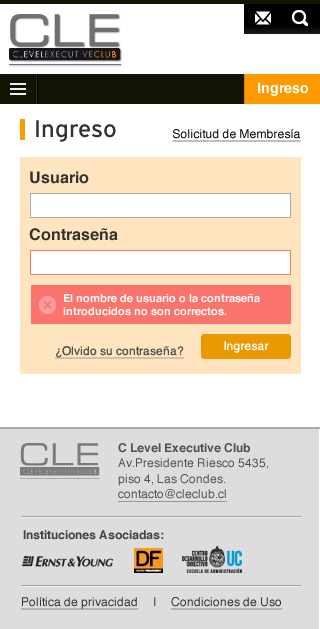 CLE
C.LEVELEXECUTIVECLUB
Ingreso
Ingreso
Solicitud de Membresía
Usuario
Contraseña
El nombre de usuario o la contraseña
introducidos no son correctos.
¿Olvido su contraseña?
Ingresar
CLE
C.LEVELEXECUTIVECLUB
C Level Executive Club
Av.Presidente Riesco 5435,
piso 4, Las Condes.
contacto@cleclub.cl
Instituciones Asociadas:
ERNST & YOUNG
DF
CENTRO
DESARROLLO
DIRECTIVO
UC
ESCUELA DE ADMINISTRACIÓN
Política de privacidad | Condiciones de Uso